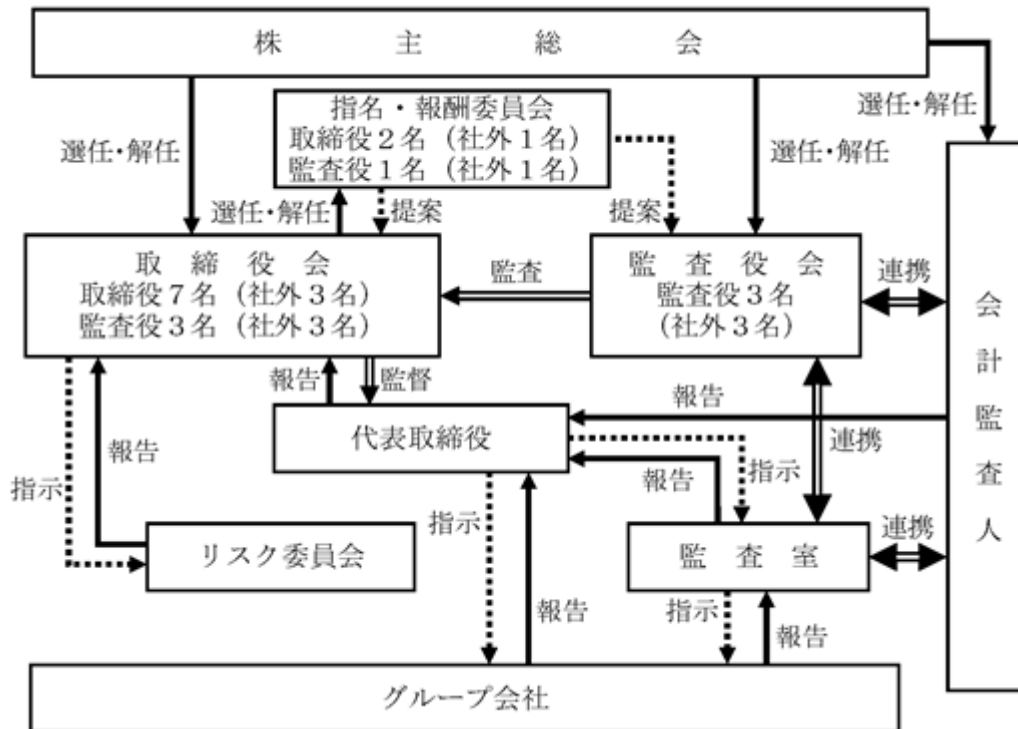 株主総会
選任・解任
選任・解任
選任・解任
指名・報酬委員会
取締役２名（社外１名）
監査役１名（社外１名）
選任・解任
提案
提案
取締役会
取締役７名（社外３名）
監査役３名（社外３名）
監査
監査役会
監査役３名
（社外３名）
連携
会計監査人
報告
監督
報告
代表取締役
連携
指示
報告
報告
指示
指示
リスク委員会
監査室
連携
報告
指示
報告
グループ会社